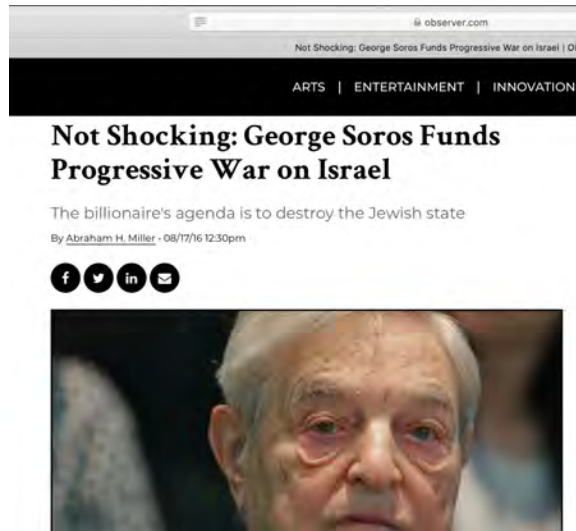 observer.com
Not Shocking: George Soros Funds Progressive War on Israel | O
ARTS | ENTERTAINMENT | INNOVATION
Not Shocking: George Soros Funds
Progressive War on Israel
The billionaire's agenda is to destroy the Jewish state
By Abraham H. Miller • 08/17/16 12:30pm